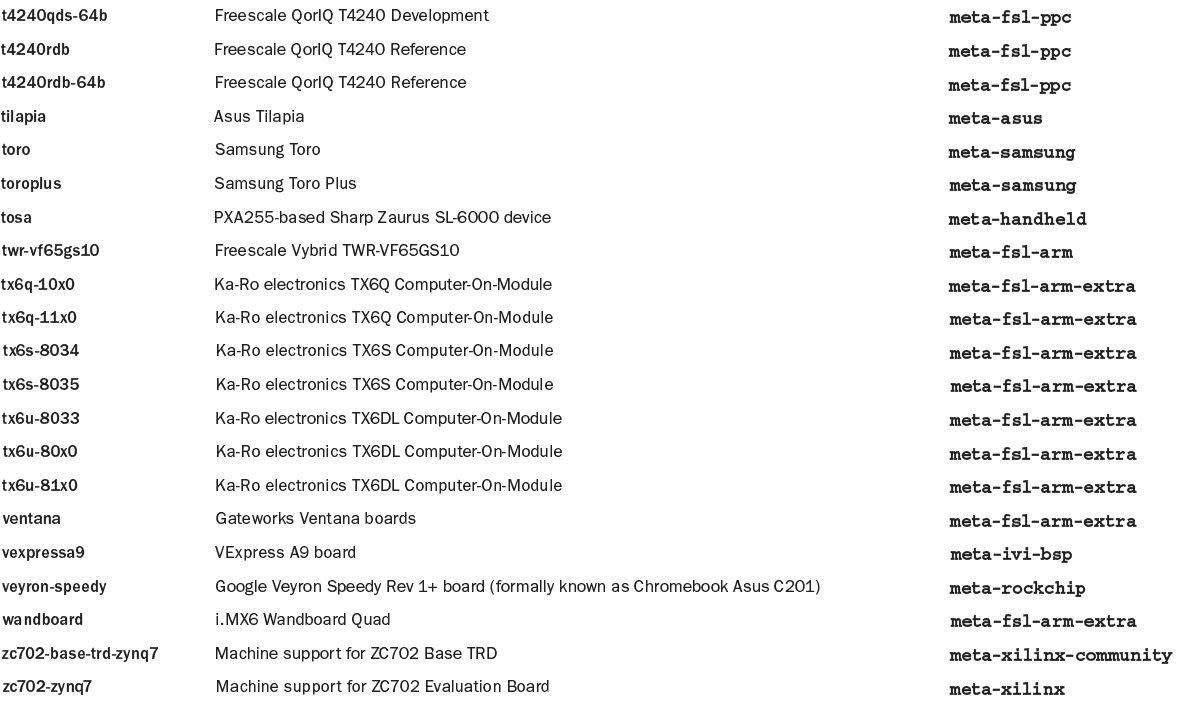 t4240qds-64b Freescale QorIQ T4240 Development meta-fsl-ppc
t4240rdb Freescale QorIQ T4240 Reference meta-fsl-ppc
t4240rdb-64b Freescale QorIQ T4240 Reference meta-fsl-ppc
tilapia Asus Tilapia meta-asus
toro Samsung Toro meta-samsung
toroplus Samsung Toro Plus meta-samsung
tosa PXA255-based Sharp Zaurus SL-6000 device meta-handheld
twr-vf65gs10 Freescale Vybrid TWR-VF65GS10 meta-fsl-arm
tx6q-10x0 Ka-Ro electronics TX6Q Computer-On-Module meta-fsl-arm-extra
tx6q-11x0 Ka-Ro electronics TX6Q Computer-On-Module meta-fsl-arm-extra
tx6s-8034 Ka-Ro electronics TX6S Computer-On-Module meta-fsl-arm-extra
tx6s-8035 Ka-Ro electronics TX6S Computer-On-Module meta-fsl-arm-extra
tx6u-8033 Ka-Ro electronics TX6DL Computer-On-Module meta-fsl-arm-extra
tx6u-80x0 Ka-Ro electronics TX6DL Computer-On-Module meta-fsl-arm-extra
tx6u-81x0 Ka-Ro electronics TX6DL Computer-On-Module meta-fsl-arm-extra
ventana Gateworks Ventana boards meta-fsl-arm-extra
vexpressa9 VExpress A9 board meta-ivi-bsp
veyron-speedy Google Veyron Speedy Rev 1+ board (formally known as Chromebook Asus C201) meta-rockchip
wandboard i.MX6 Wandboard Quad meta-fsl-arm-extra
zc702-base-trd-zynq7 Machine support for ZC702 Base TRD meta-xilinx-community
zc702-zynq7 Machine support for ZC702 Evaluation Board meta-xilinx